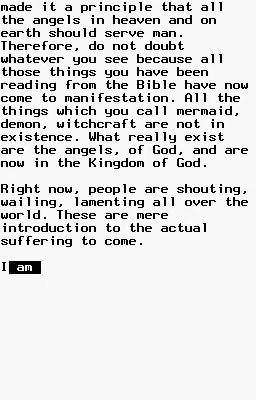 made it a principle that all
the angels in heaven and on
earth should serve man.
Therefore, do not doubt
whatever you see because all
those things you have been
reading from the Bible have now
come to manifestation. All the
things which you call mermaid,
demon, witchcraft are not in
existence. What really exist
are the angels, of God, and are
now in the Kingdom of God.
Right now, people are shouting,
wailing, lamenting all over the
world. These are mere
introduction to the actual
suffering to come.
I am